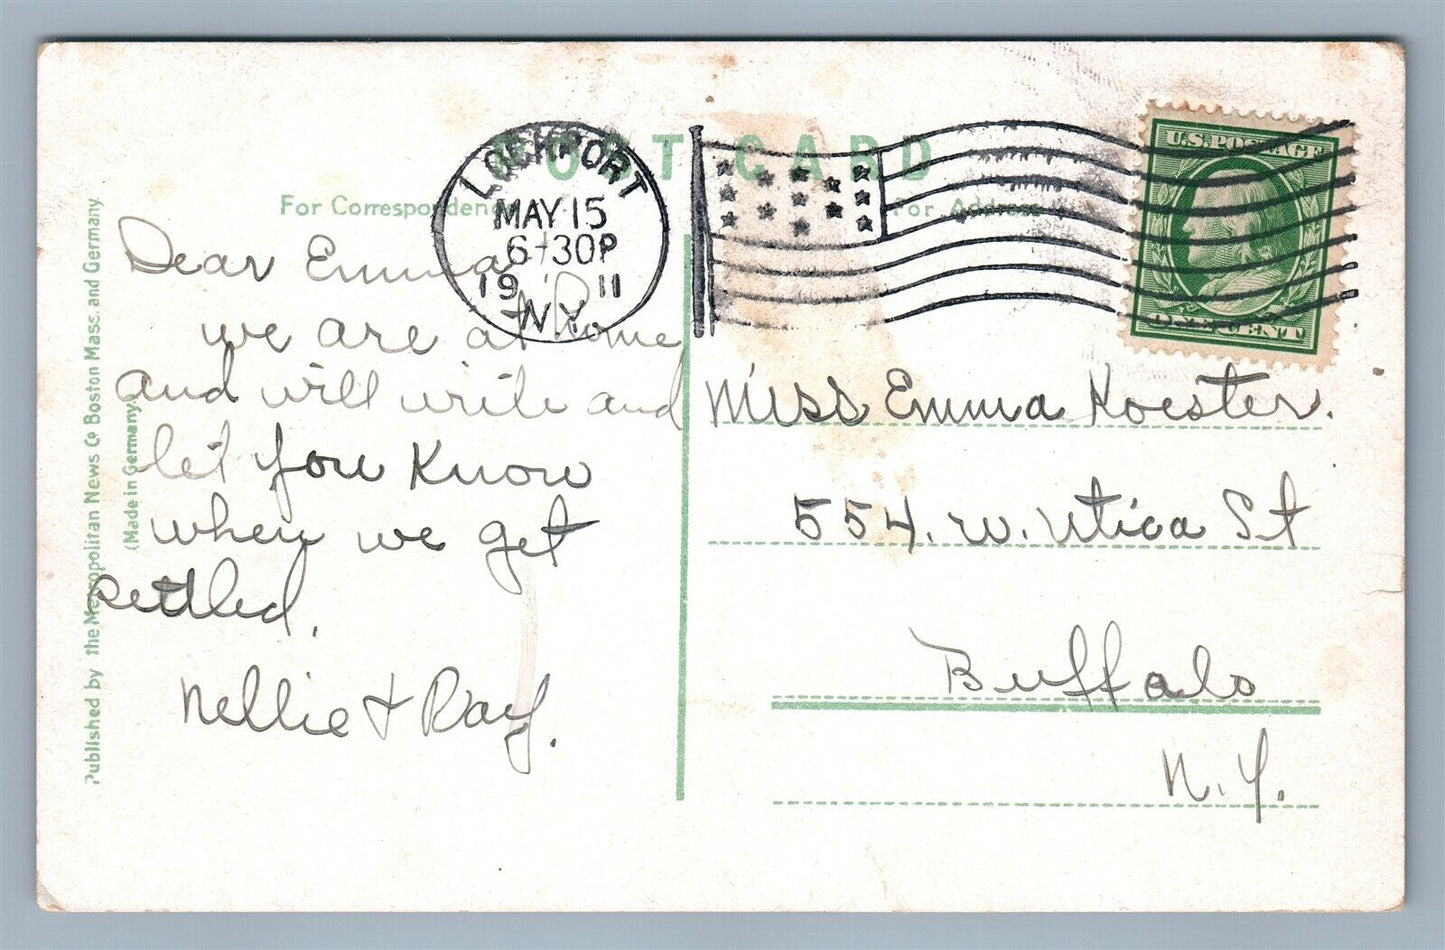 POST CARD
For Correspondence
For Address
LOCKPORT
MAY 15
6-30P
19 11
N.Y.
U.S. POSTAGE
ONE CENT
Dear Emma
we are at home
and will write and
let you know
when we get
settled.
Nellie & Ray.
Miss Emma Koester.
554. W. Utica St
Buffalo
N.Y.
Published by the Metropolitan News Co Boston Mass. and Germany.
(Made in Germany)